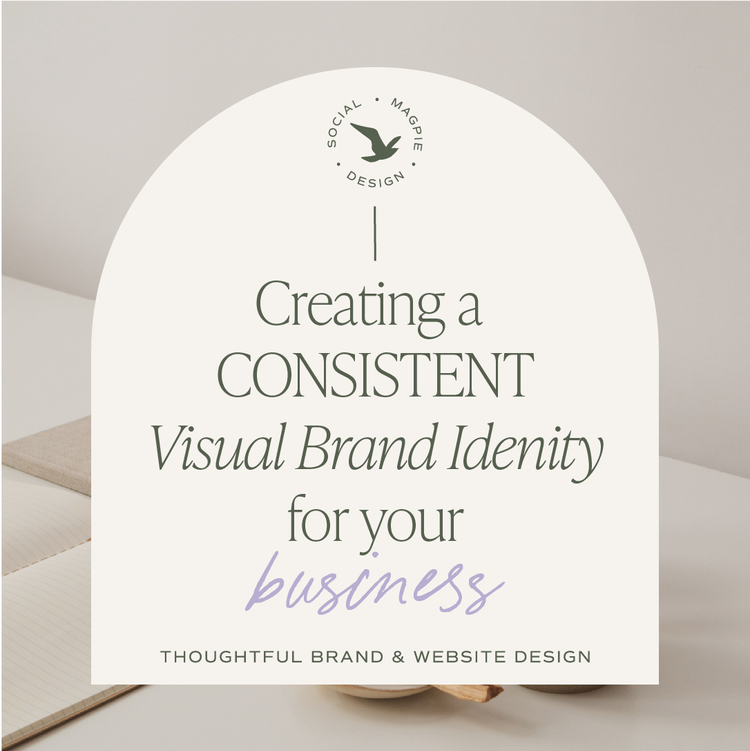 SOCIAL • MAGPIE • DESIGN •
Creating a
CONSISTENT
Visual Brand Idenity
for your
business
THOUGHTFUL BRAND & WEBSITE DESIGN